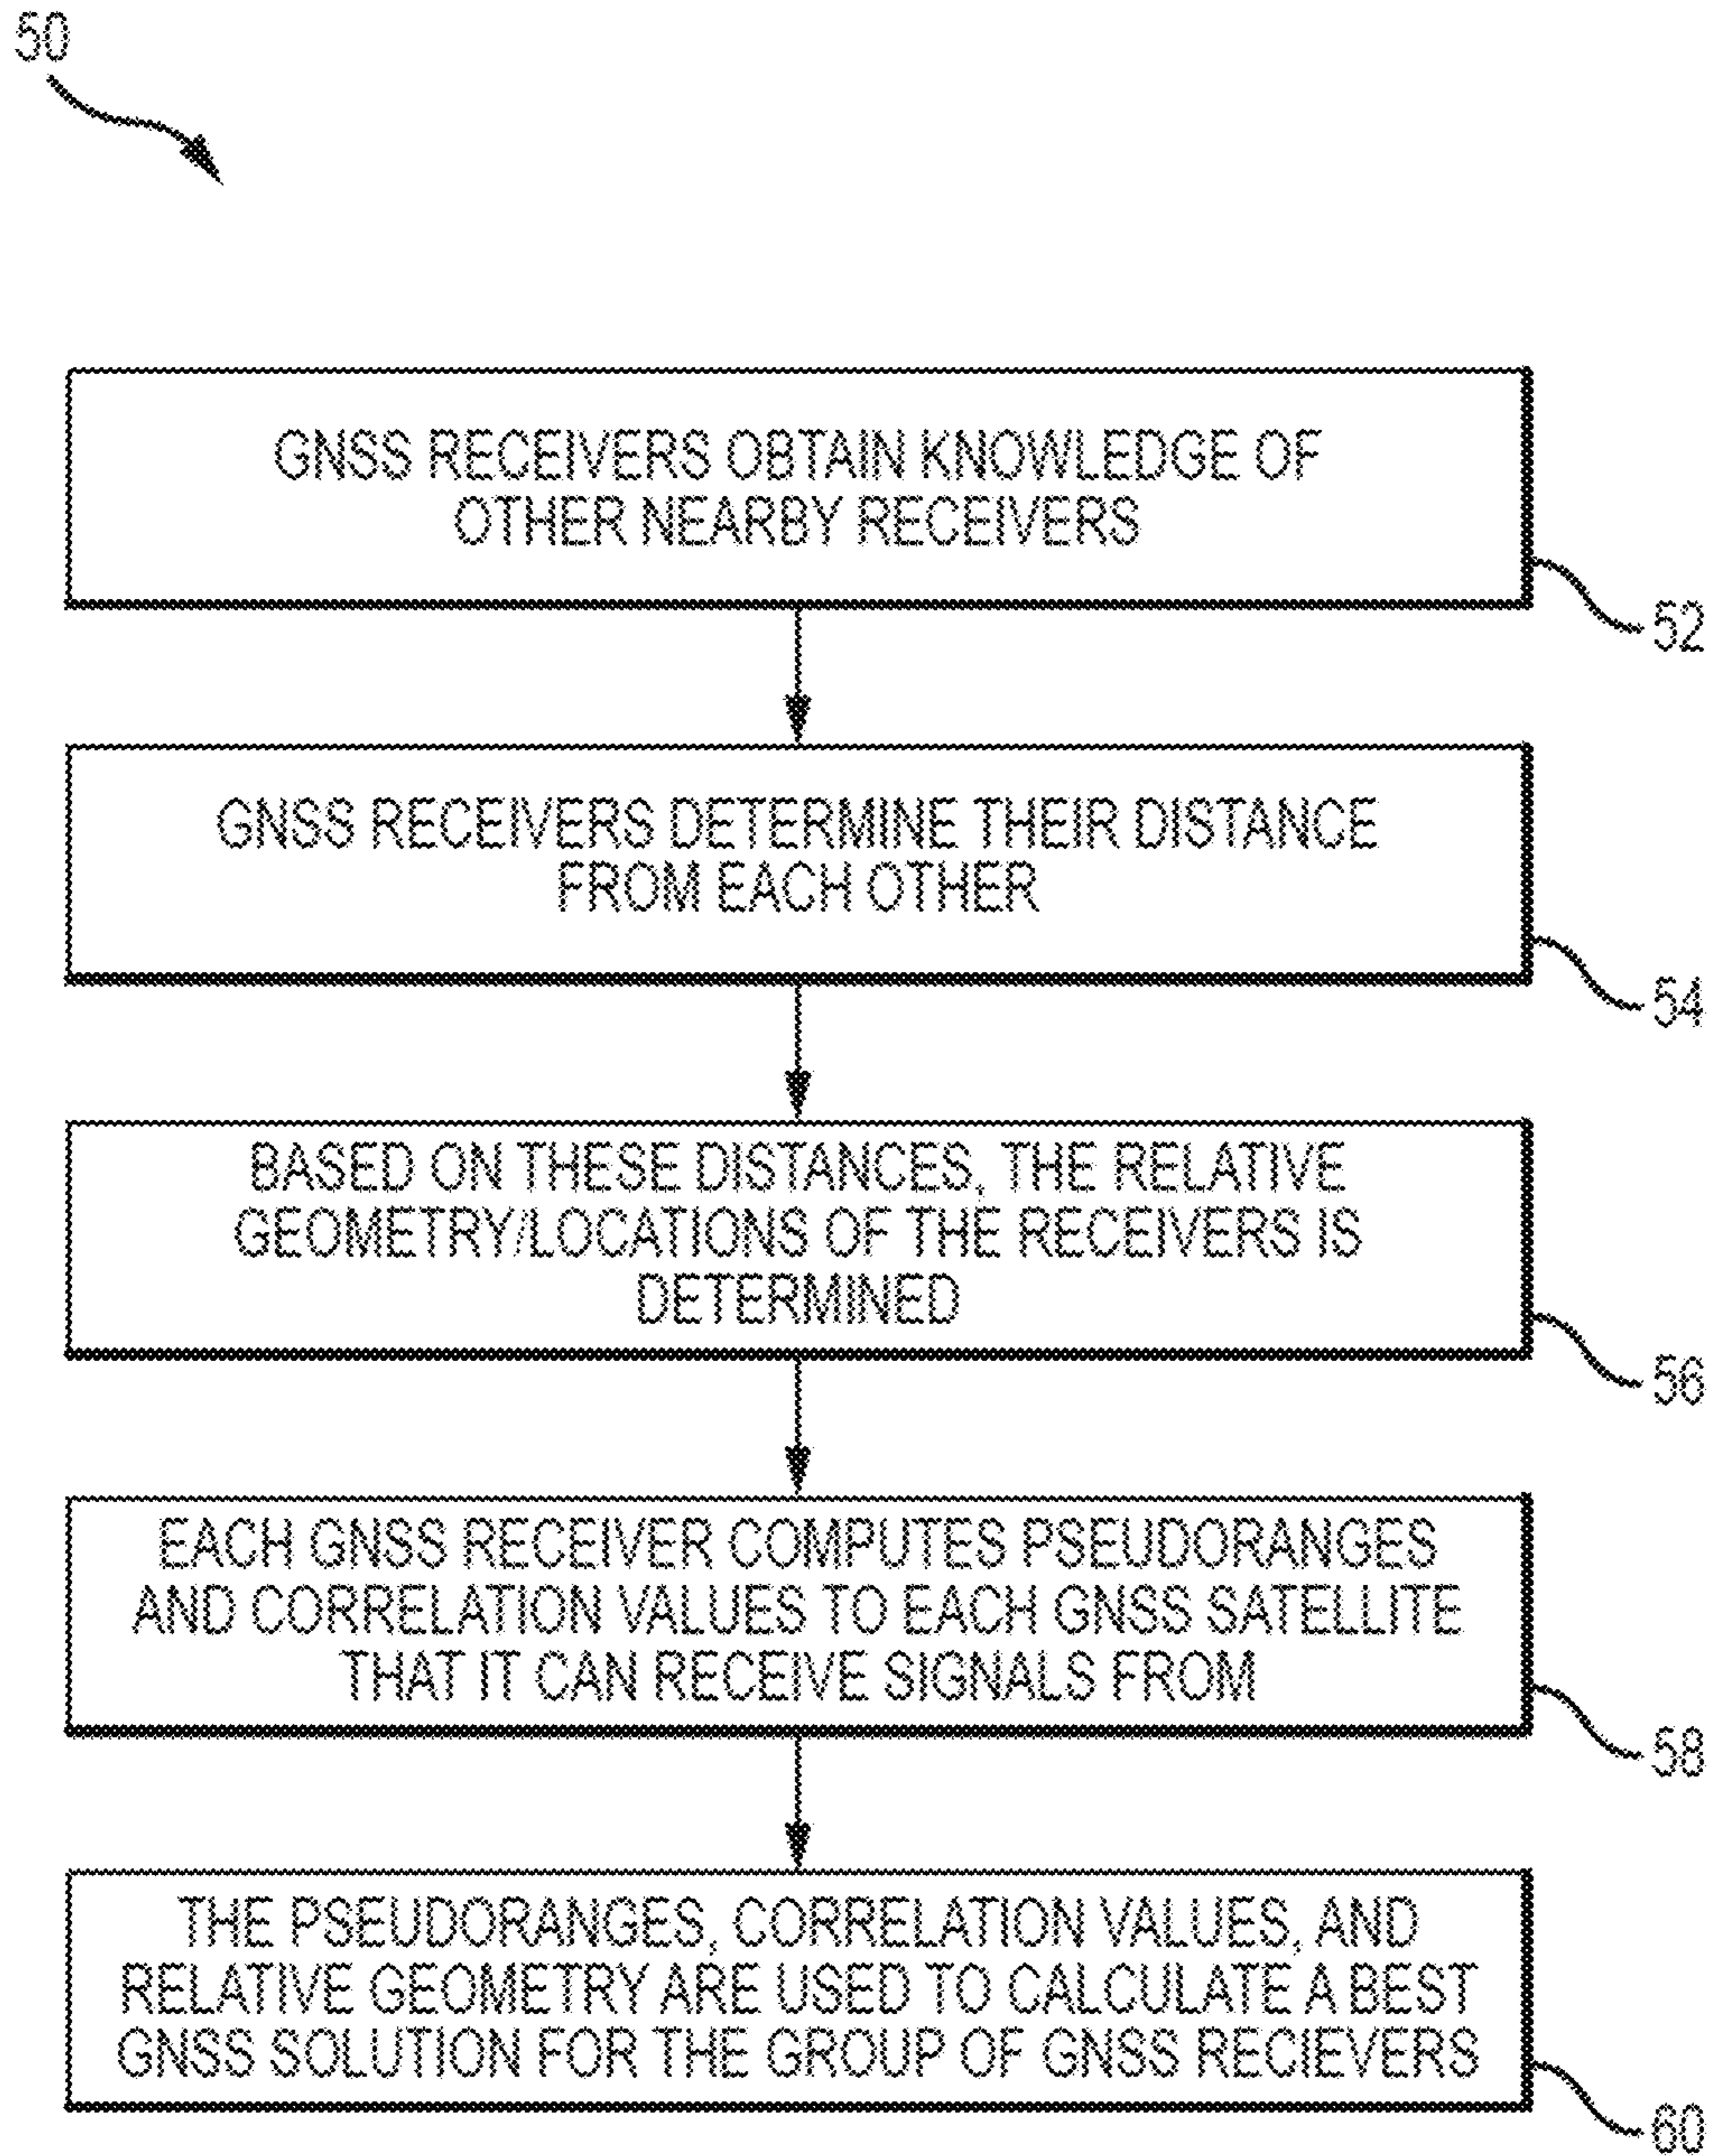 50
GNSS RECEIVERS OBTAIN KNOWLEDGE OF
OTHER NEARBY RECEIVERS
52
GNSS RECEIVERS DETERMINE THEIR DISTANCE
FROM EACH OTHER
54
BASED ON THESE DISTANCES, THE RELATIVE
GEOMETRY/LOCATIONS OF THE RECEIVERS IS
DETERMINED
56
EACH GNSS RECEIVER COMPUTES PSEUDORANGES
AND CORRELATION VALUES TO EACH GNSS SATELLITE
THAT IT CAN RECEIVE SIGNALS FROM
58
THE PSEUDORANGES, CORRELATION VALUES, AND
RELATIVE GEOMETRY ARE USED TO CALCULATE A BEST
GNSS SOLUTION FOR THE GROUP OF GNSS RECIEVERS
60